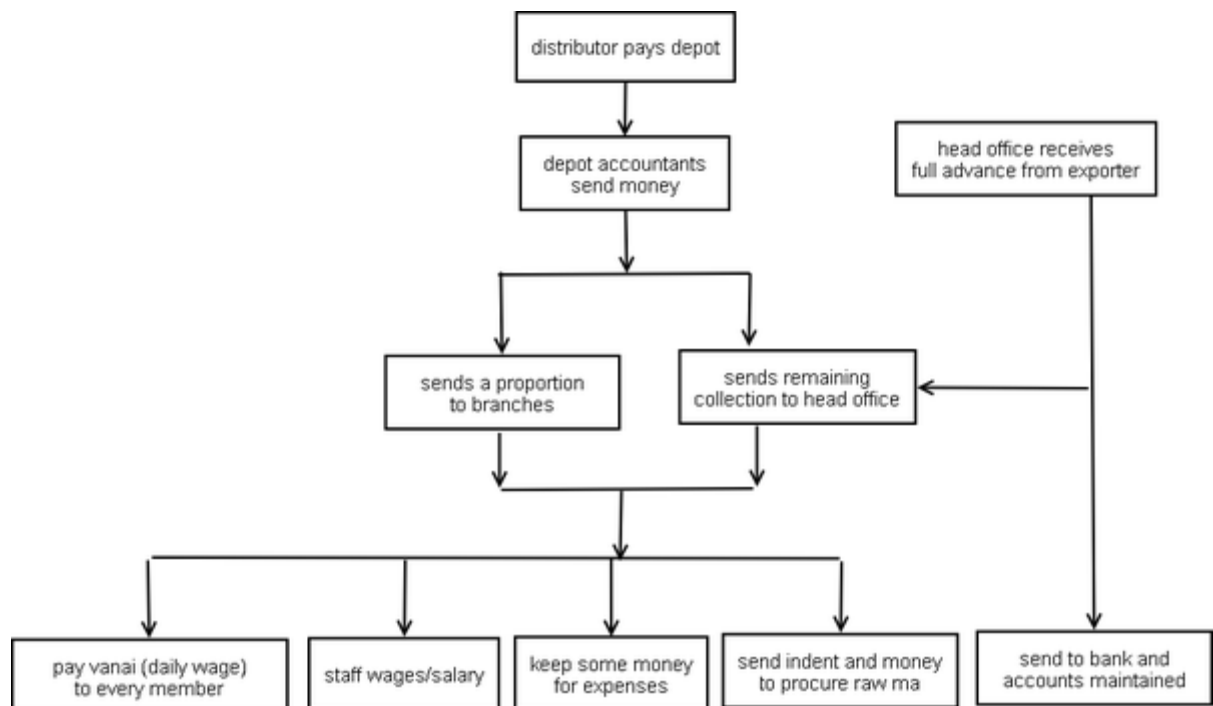 distributor pays depot
depot accountants
send money
head office receives
full advance from exporter
sends a proportion
to branches
sends remaining
collection to head office
pay vanai (daily wage)
to every member
staff wages/salary
keep some money
for expenses
send indent and money
to procure raw ma
send to bank and
accounts maintained